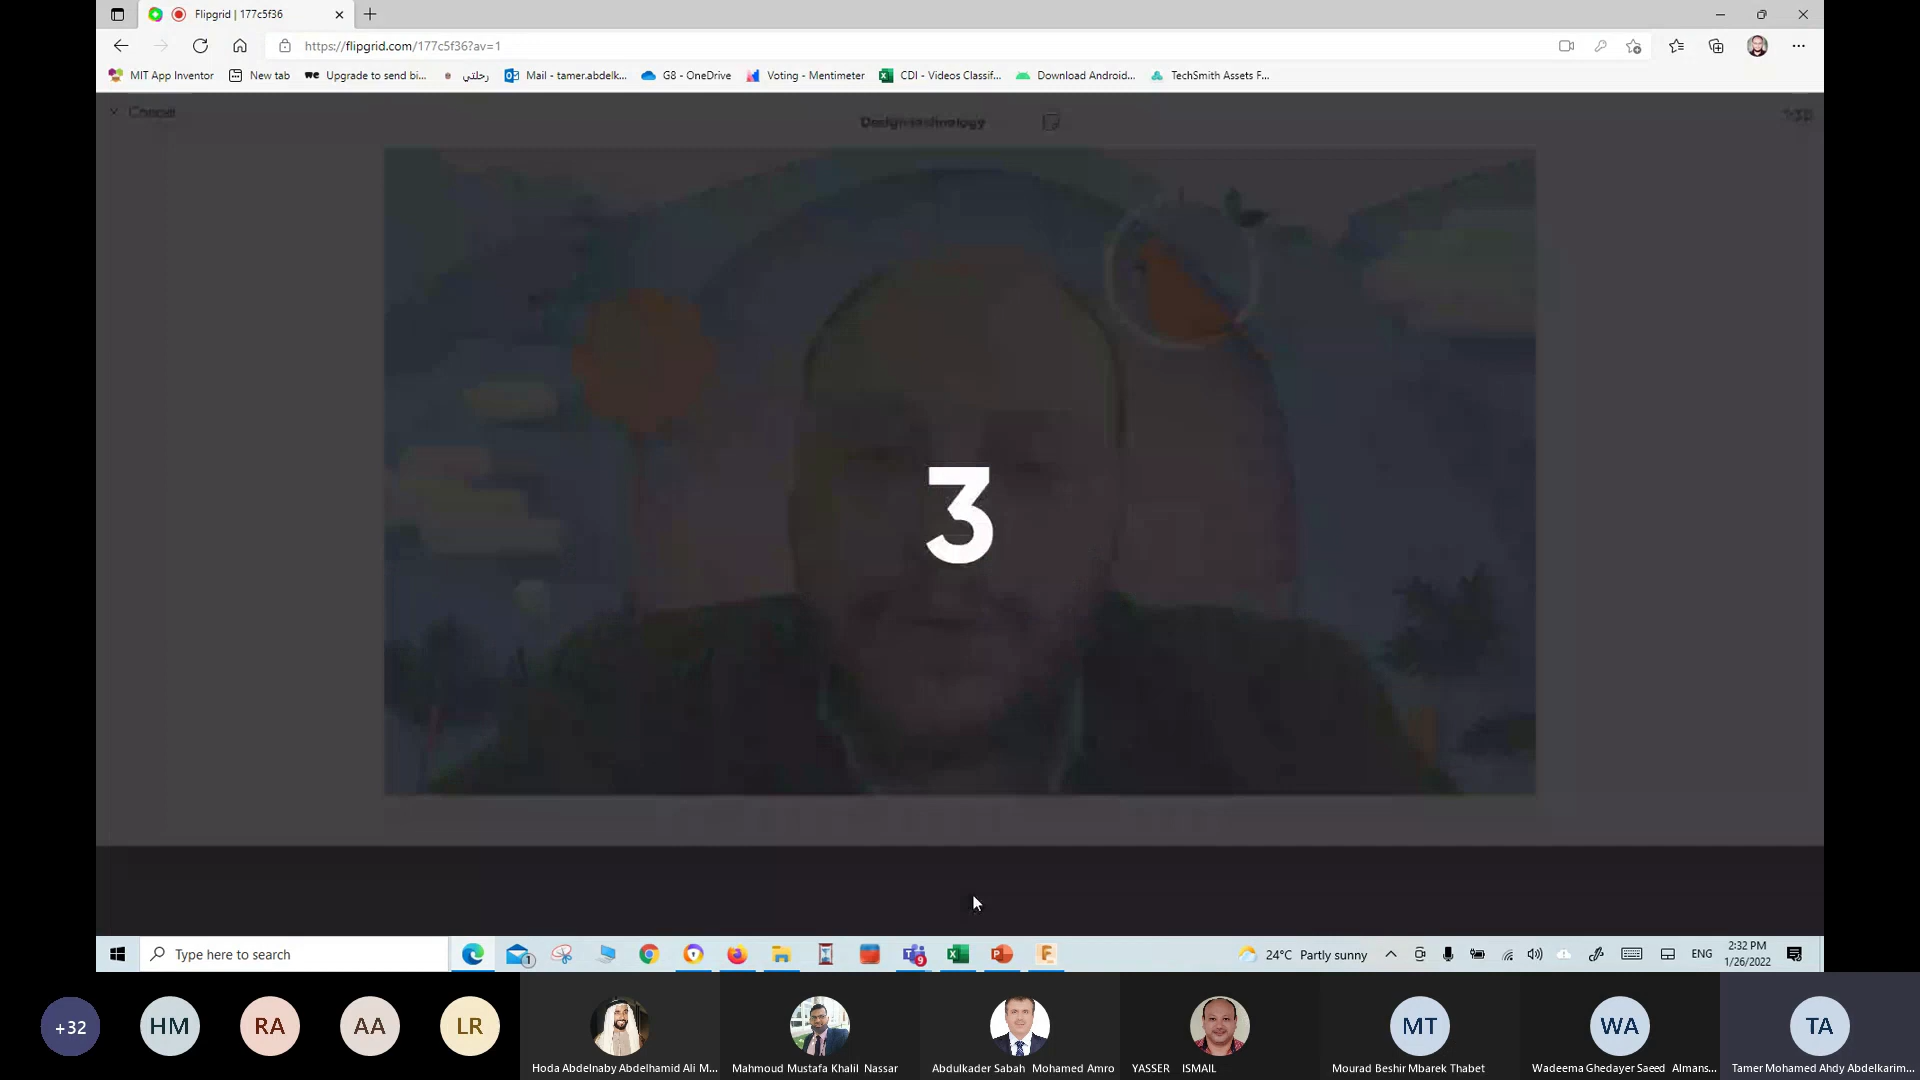 Flipgrid | 177c5f36
https://flipgrid.com/177c5f36?av=1
MIT App Inventor
New tab
Upgrade to send bi...
رحلتي
Mail - tamer.abdelk...
G8 - OneDrive
Voting - Mentimeter
CDI - Videos Classif...
Download Android...
TechSmith Assets F...
Cancel
3
Type here to search
1
9
24°C Partly sunny
ENG
2:32 PM
1/26/2022
+32
HM
RA
AA
LR
MT
WA
TA
Hoda Abdelnaby Abdelhamid Ali M...
Mahmoud Mustafa Khalil Nassar
Abdulkader Sabah Mohamed Amro
YASSER ISMAIL
Mourad Beshir Mbarek Thabet
Wadeema Ghedayer Saeed Almans...
Tamer Mohamed Ahdy Abdelkarim...